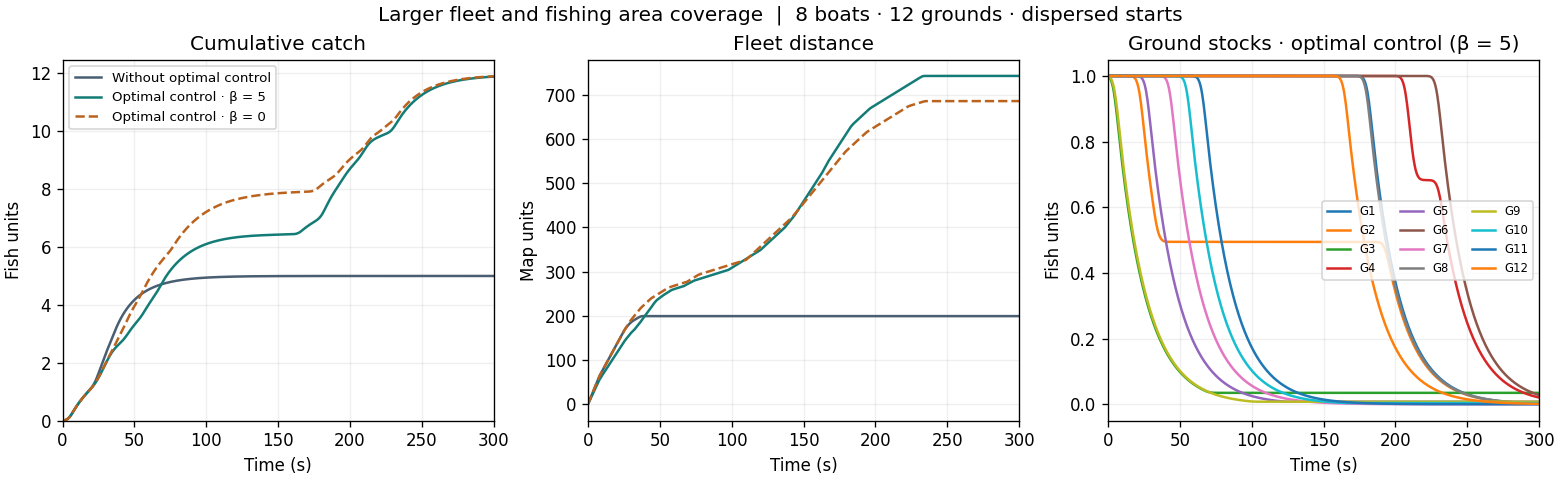 Larger fleet and fishing area coverage | 8 boats · 12 grounds · dispersed starts
Cumulative catch
Fish units
12
10
8
6
4
2
0
Without optimal control
Optimal control · β = 5
Optimal control · β = 0
0 50 100 150 200 250 300
Time (s)
Fleet distance
Map units
700
600
500
400
300
200
100
0
0 50 100 150 200 250 300
Time (s)
Ground stocks · optimal control (β = 5)
Fish units
1.0
0.8
0.6
0.4
0.2
0.0
G1 G5 G9
G2 G6 G10
G3 G7 G11
G4 G8 G12
0 50 100 150 200 250 300
Time (s)